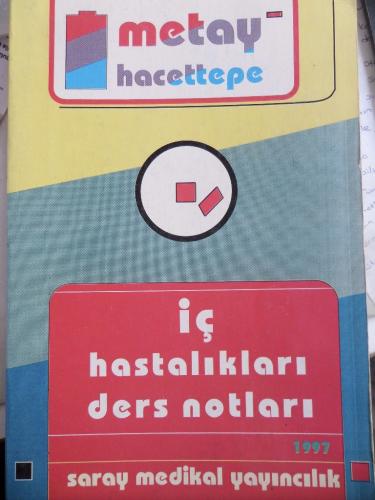 metay
hacettepe
iç
hastalıkları
ders notları
1997
saray medikal yayıncılık